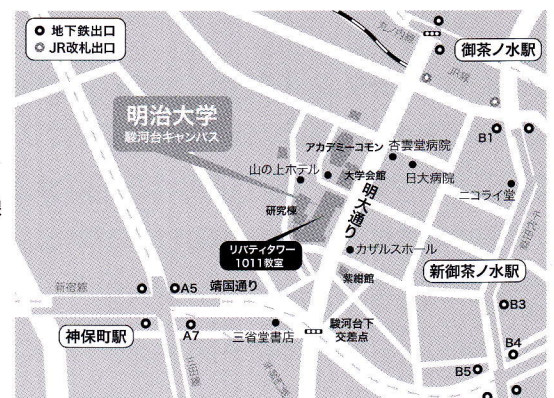 地下鉄出口
JR改札出口
丸ノ内線
御茶ノ水駅
JR線
明治大学
駿河台キャンパス
B1
アカデミーコモン
杏雲堂病院
山の上ホテル
大学会館
日大病院
ニコライ堂
明大通り
研究棟
千代田線
リバティタワー
1011教室
カザルスホール
新御茶ノ水駅
紫紺館
新宿線
A5
靖国通り
B3
神保町駅
A7
三省堂書店
駿河台下
交差点
B4
B5